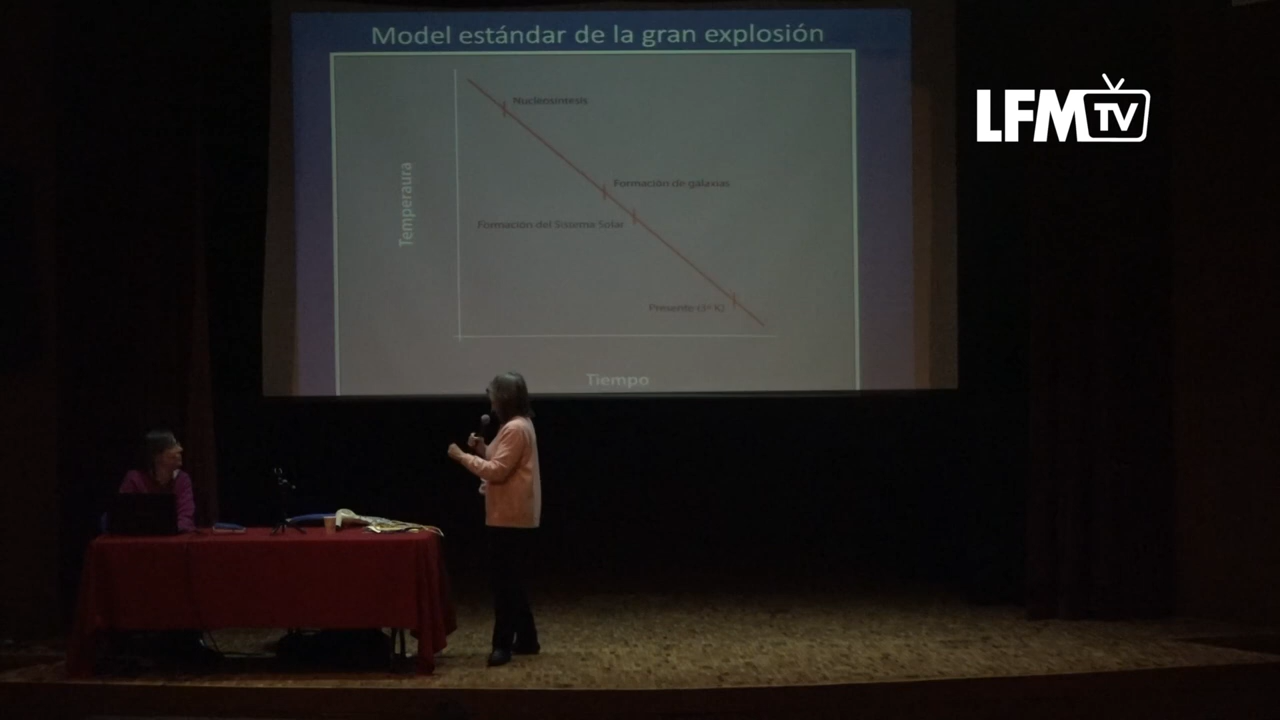 Model estándar de la gran explosión
LFM TV
Nucleosíntesis
Temperaura
Formación de galaxias
Formación del Sistema Solar
Presente (3º K)
Tiempo